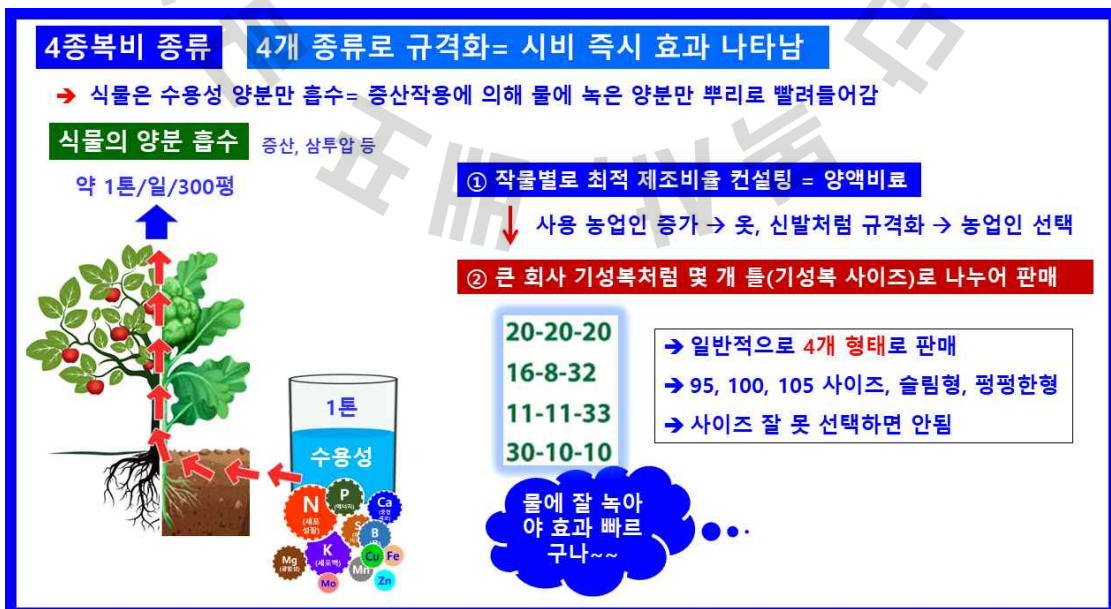 4종복비 종류
4개 종류로 규격화= 시비 즉시 효과 나타남
➔ 식물은 수용성 양분만 흡수= 증산작용에 의해 물에 녹은 양분만 뿌리로 빨려들어감
식물의 양분 흡수
증산, 삼투압 등
약 1톤/일/300평
① 작물별로 최적 제조비율 컨설팅 = 양액비료
사용 농업인 증가 → 옷, 신발처럼 규격화 → 농업인 선택
② 큰 회사 기성복처럼 몇 개 틀(기성복 사이즈)로 나누어 판매
20-20-20
16-8-32
11-11-33
30-10-10
➔ 일반적으로 4개 형태로 판매
➔ 95, 100, 105 사이즈, 슬림형, 펑펑한형
➔ 사이즈 잘 못 선택하면 안됨
1톤
수용성
N
(세포
성장)
P
(에너지)
Ca
S
B
K
(세포벽)
Mg
Cu
Fe
Mn
Mo
Zn
물에 잘 녹아
야 효과 빠르
구나~~